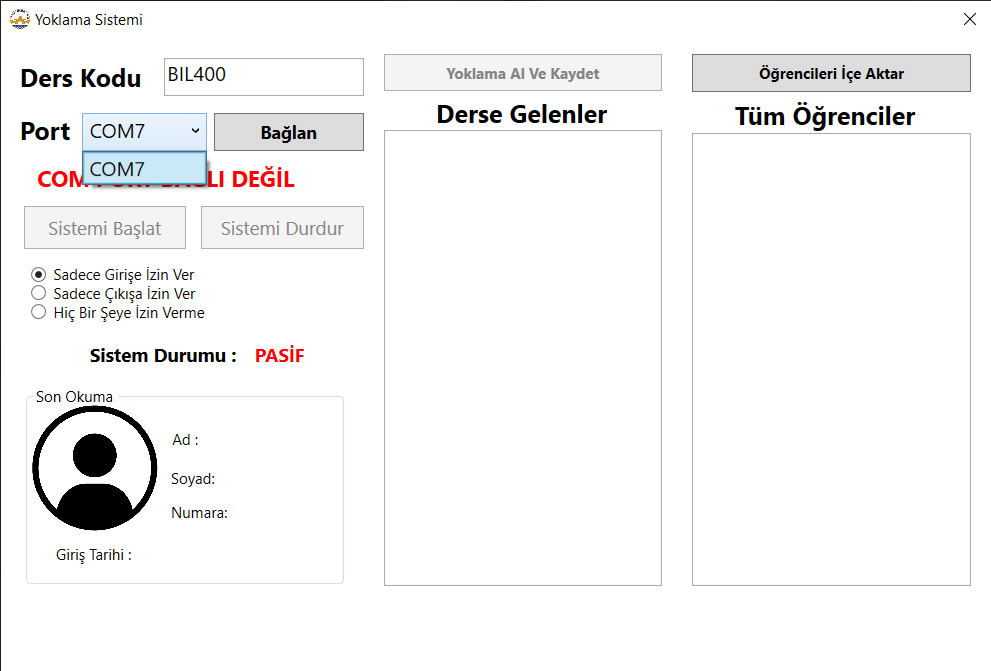 Yoklama Sistemi
Ders Kodu
BIL400
Port
COM7
Bağlan
COM7
COM DEĞİL
Sistemi Başlat
Sistemi Durdur
Sadece Girişe İzin Ver
Sadece Çıkışa İzin Ver
Hiç Bir Şeye İzin Verme
Sistem Durumu :
PASİF
Son Okuma
Ad :
Soyad:
Numara:
Giriş Tarihi :
Yoklama Al Ve Kaydet
Derse Gelenler
Öğrencileri İçe Aktar
Tüm Öğrenciler